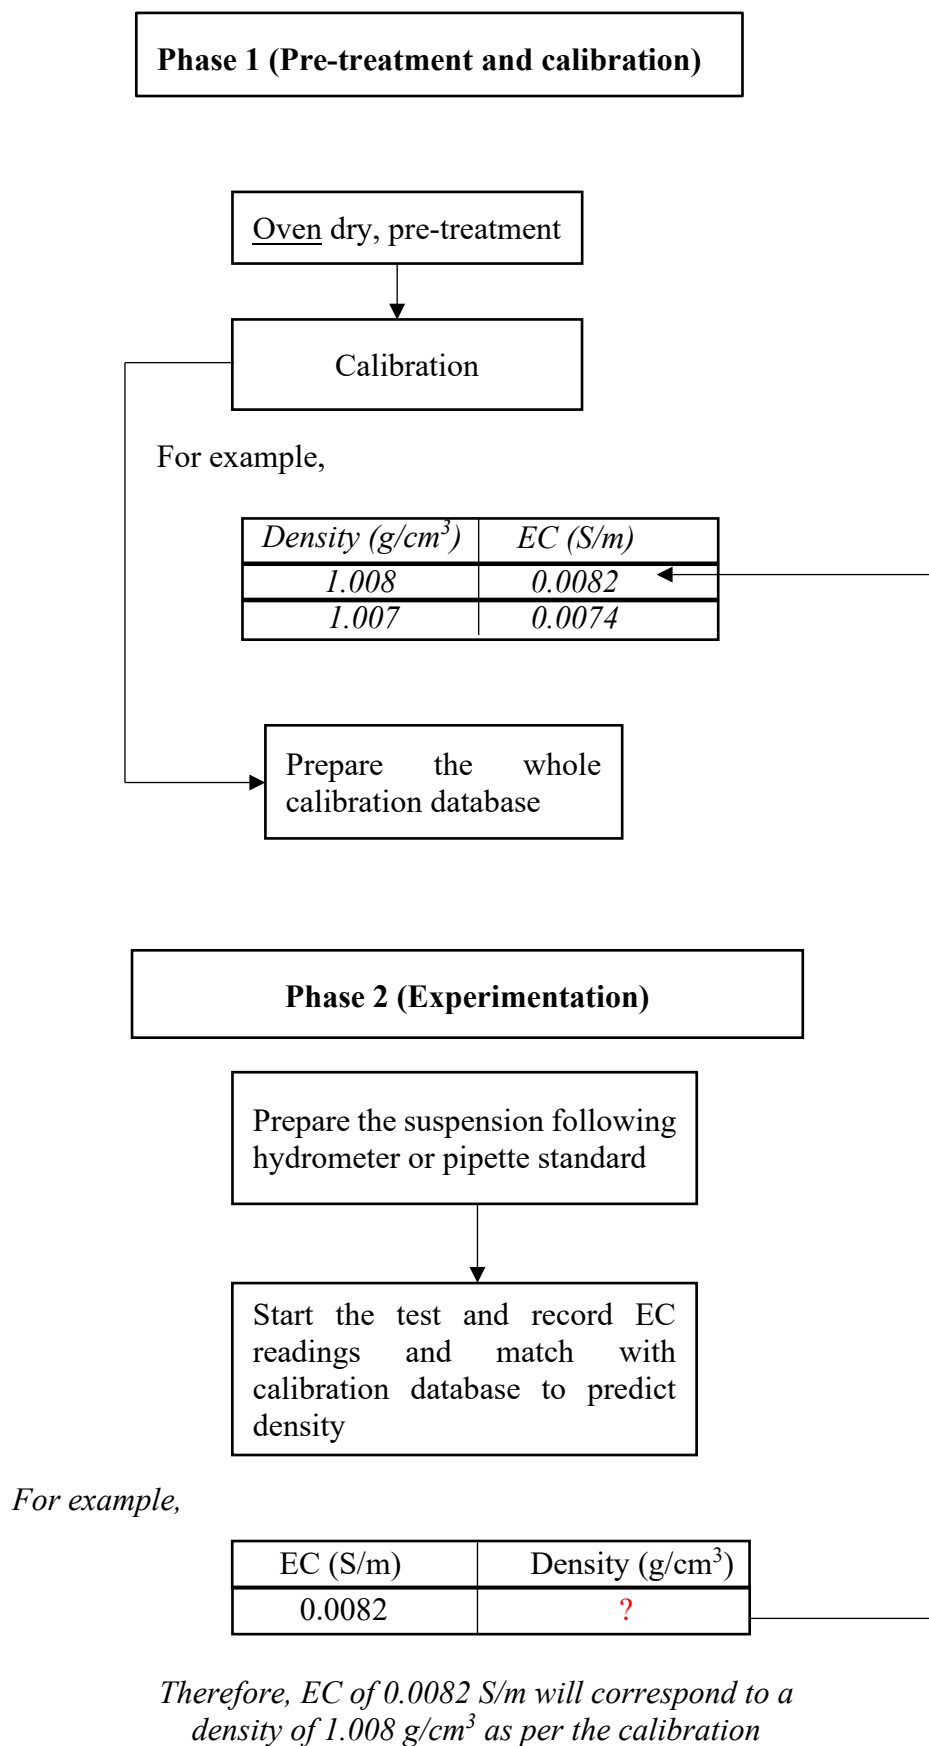 Phase 1 (Pre-treatment and calibration)
Oven dry, pre-treatment
Calibration
For example,
Density (g/cm³) EC (S/m)
1.008 0.0082
1.007 0.0074
Prepare the whole
calibration database
Phase 2 (Experimentation)
Prepare the suspension following
hydrometer or pipette standard
Start the test and record EC
readings and match with
calibration database to predict
density
For example,
EC (S/m) Density (g/cm³)
0.0082 ?
Therefore, EC of 0.0082 S/m will correspond to a
density of 1.008 g/cm³ as per the calibration